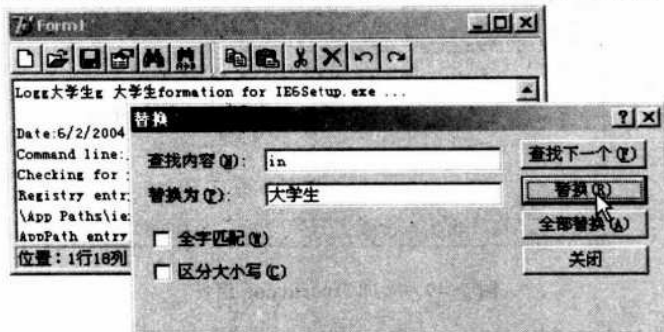 Form1
Logg大学生g 大学生formation for IE6Setup.exe ...
Date:6/2/2004
Command line:.
Checking for
Registry entr
\App Paths\ie
AppPath entry
位置：1行18列
替换
查找内容(N): in
查找下一个(F)
替换为(P): 大学生
替换(R)
全部替换(A)
全字匹配(W)
区分大小写(C)
关闭